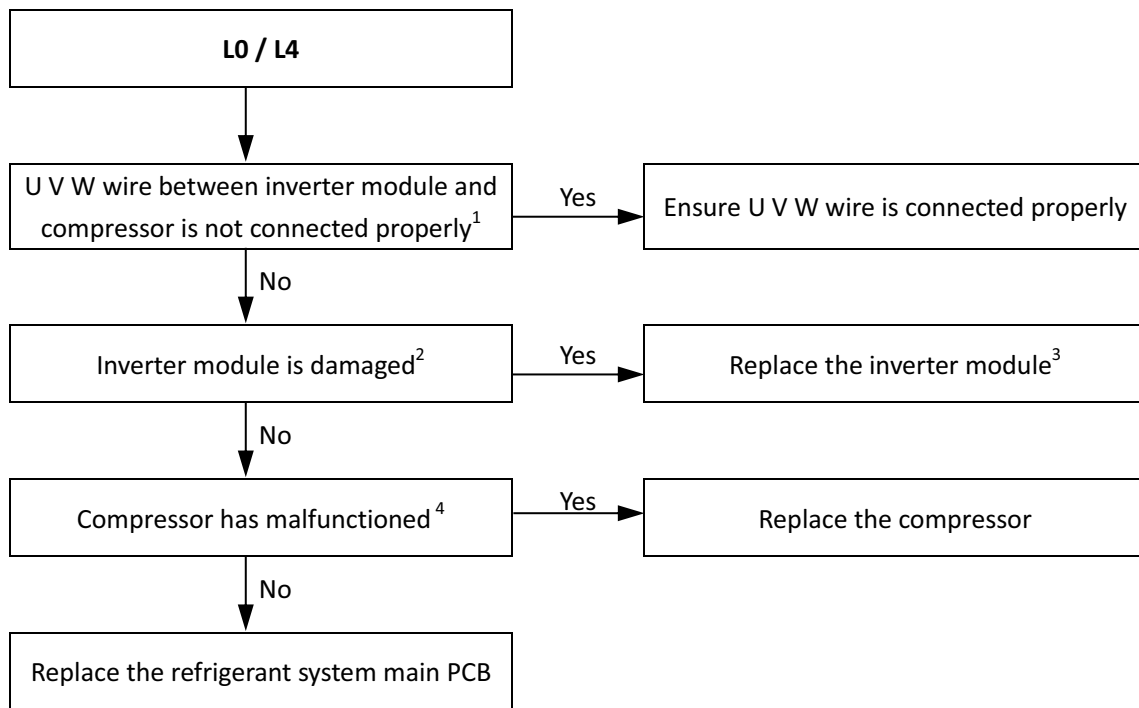 L0 / L4
U V W wire between inverter module and
compressor is not connected properly1
Yes
Ensure U V W wire is connected properly
No
Inverter module is damaged2
Yes
Replace the inverter module3
No
Compressor has malfunctioned 4
Yes
Replace the compressor
No
Replace the refrigerant system main PCB